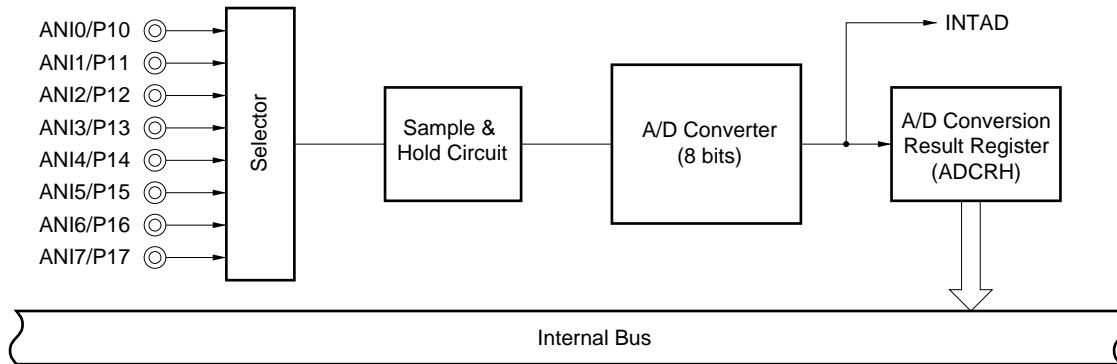 ANI0/P10
ANI1/P11
ANI2/P12
ANI3/P13
ANI4/P14
ANI5/P15
ANI6/P16
ANI7/P17
Selector
Sample &
Hold Circuit
A/D Converter
(8 bits)
INTAD
A/D Conversion
Result Register
(ADCRH)
Internal Bus